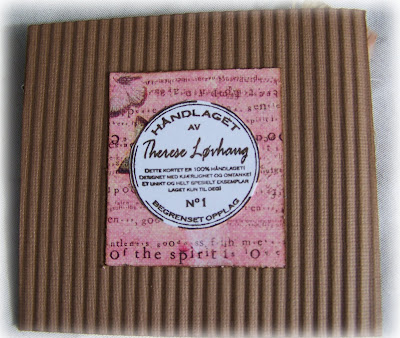 HÅNDLAGET
AV
Therese Løvhaug
DETTE KORTET ER 100% HÅNDLAGET!
DESIGNET MED KJÆRLIGHET OG OMTANKE!
ET UNIKT OG HELT SPESIELT EKSEMPLAR
LAGET KUN TIL DEG!
Nº1
BEGRENSET OPPLAG
of the spirit is